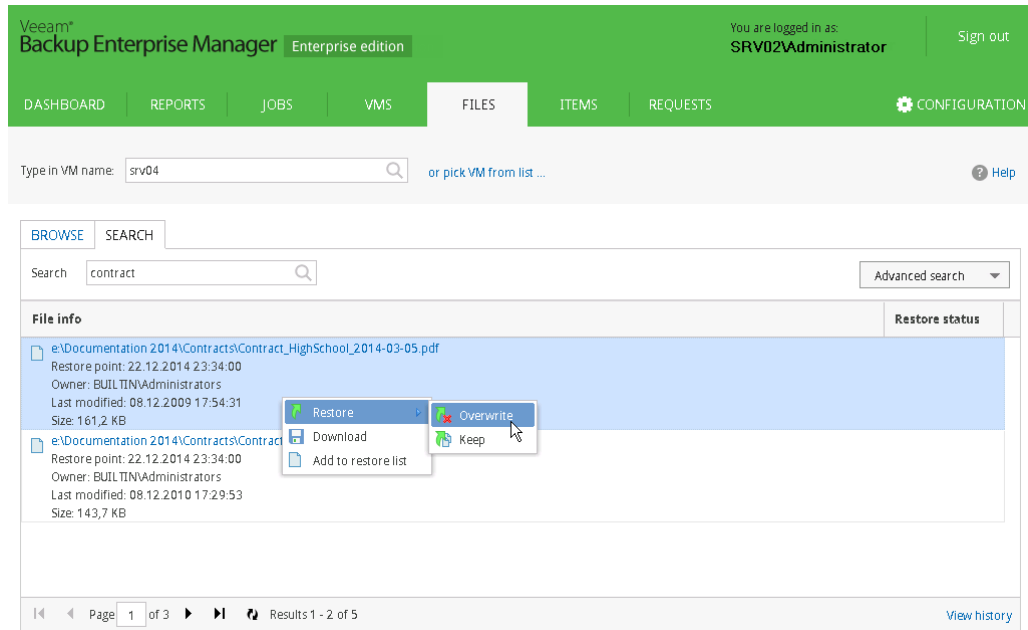 Veeam®
Backup Enterprise Manager Enterprise edition
You are logged in as:
SRV02\Administrator
Sign out
DASHBOARD REPORTS JOBS VMS FILES ITEMS REQUESTS CONFIGURATION
Type in VM name: srv04 or pick VM from list ... Help
BROWSE SEARCH
Search contract Advanced search
File info Restore status
e:\Documentation 2014\Contracts\Contract_HighSchool_2014-03-05.pdf
Restore point: 22.12.2014 23:34:00
Owner: BUILTIN\Administrators
Last modified: 08.12.2009 17:54:31
Size: 161,2 KB
Restore Overwrite
Download Keep
Add to restore list
e:\Documentation 2014\Contracts\Contract
Restore point: 22.12.2014 23:34:00
Owner: BUILTIN\Administrators
Last modified: 08.12.2010 17:29:53
Size: 143,7 KB
Page 1 of 3 Results 1 - 2 of 5 View history